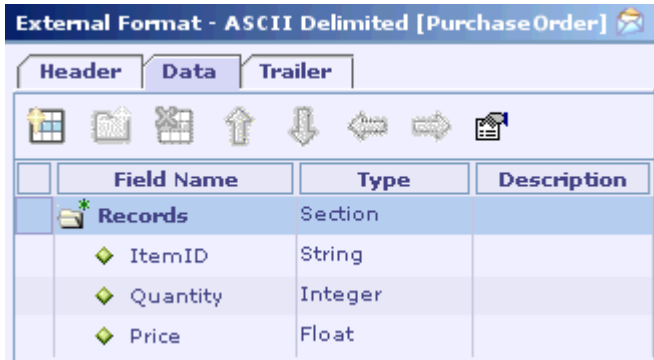 External Format - ASCII Delimited [PurchaseOrder]
Header Data Trailer
Field Name Type Description
Records Section
ItemID String
Quantity Integer
Price Float